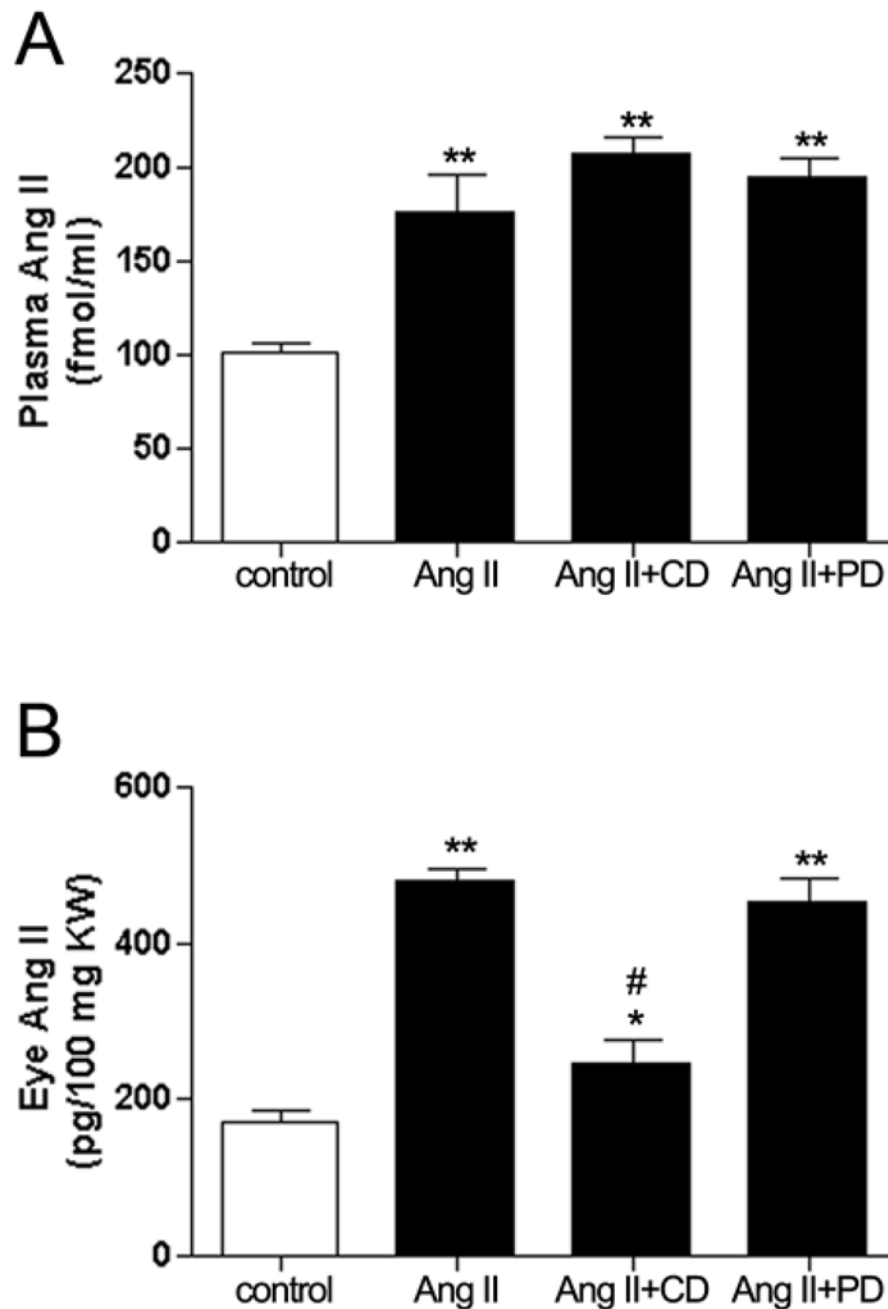 A
Plasma Ang II
(fmol/ml)
250
200
150
100
50
0
**
**
**
control
Ang II
Ang II+CD
Ang II+PD
B
Eye Ang II
(pg/100 mg KW)
600
400
200
0
**
#
*
**
control
Ang II
Ang II+CD
Ang II+PD